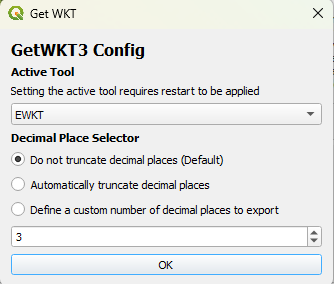 Get WKT
GetWKT3 Config
Active Tool
Setting the active tool requires restart to be applied
EWKT
Decimal Place Selector
Do not truncate decimal places (Default)
Automatically truncate decimal places
Define a custom number of decimal places to export
3
OK